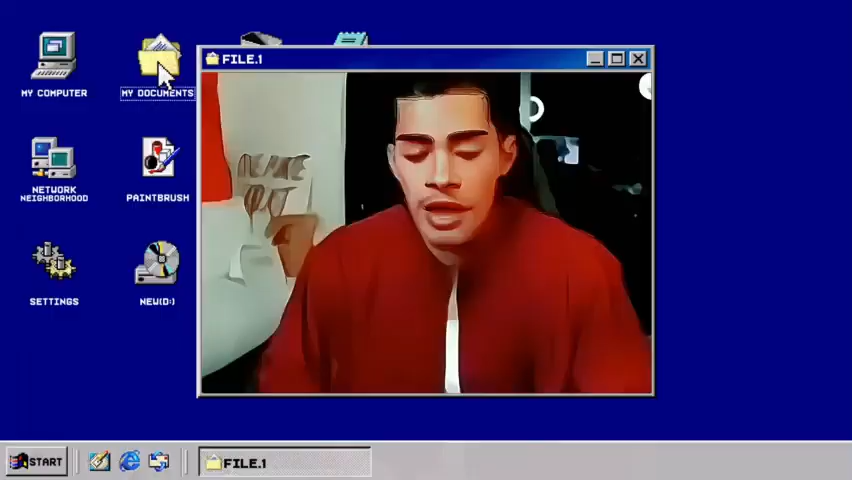 FILE.1
MY COMPUTER
MY DOCUMENTS
NETWORK
NEIGHBORHOOD
PAINTBRUSH
SETTINGS
NEW(D:)
START
FILE.1